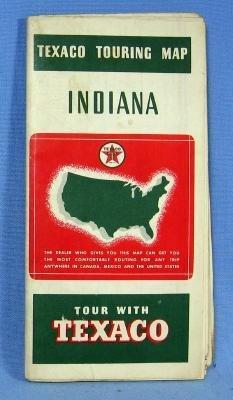 TEXACO TOURING MAP
INDIANA
TEXACO
THE DEALER WHO GIVES YOU THIS MAP CAN GET YOU
THE MOST COMFORTABLE ROUTING FOR ANY TRIP
ANYWHERE IN CANADA, MEXICO AND THE UNITED STATES
TOUR WITH
TEXACO